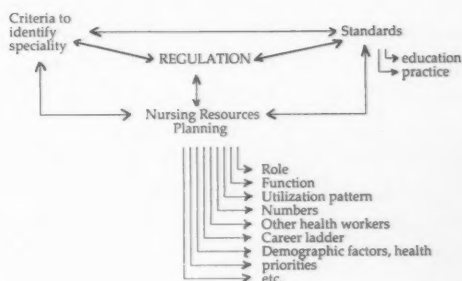 Criteria to
identify
speciality
Standards
REGULATION
education
practice
Nursing Resources
Planning
Role
Function
Utilization pattern
Numbers
Other health workers
Career ladder
Demographic factors, health
priorities
etc.